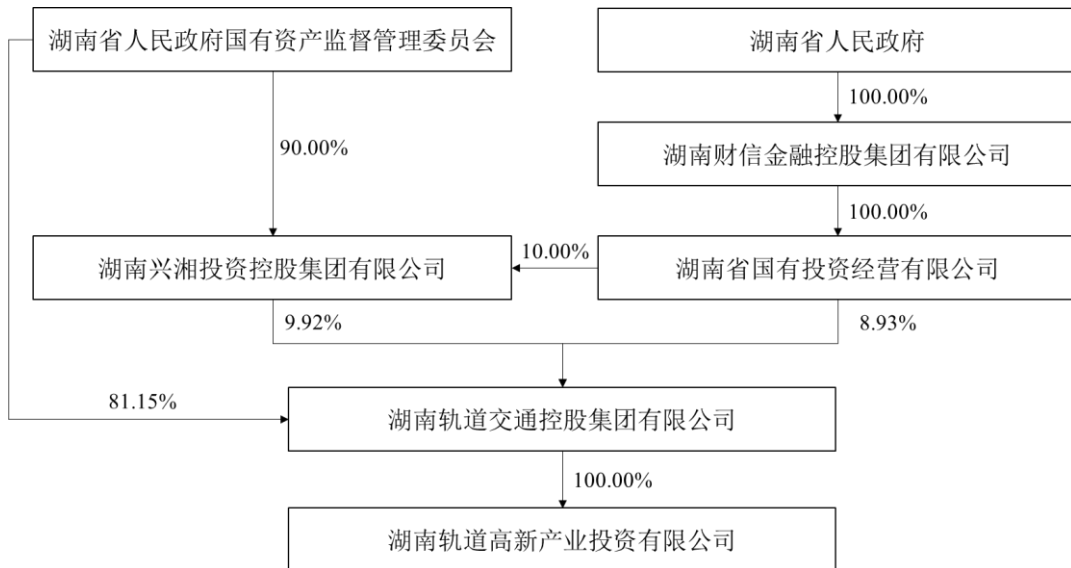 湖南省人民政府国有资产监督管理委员会
湖南省人民政府
100.00%
90.00%
湖南财信金融控股集团有限公司
100.00%
湖南兴湘投资控股集团有限公司
10.00%
湖南省国有投资经营有限公司
9.92%
8.93%
81.15%
湖南轨道交通控股集团有限公司
100.00%
湖南轨道高新产业投资有限公司